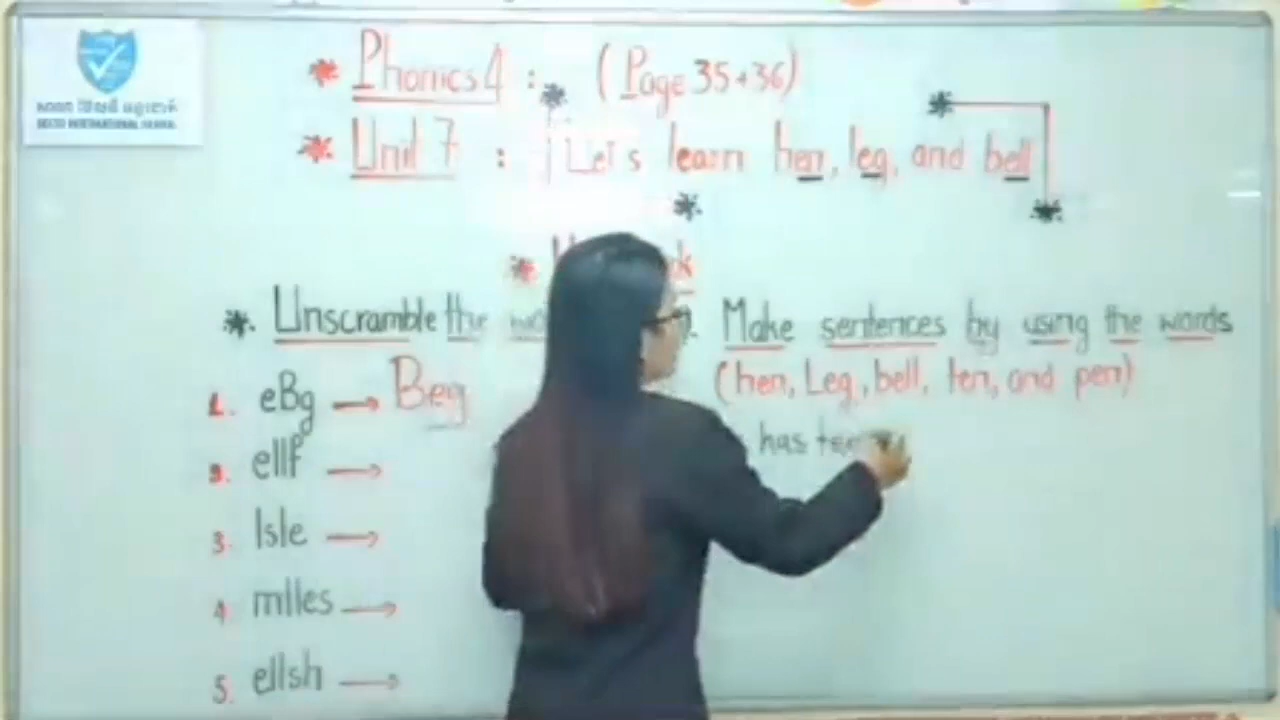 * Phonics 4 : (Page 35+36)
* Unit 7 : Let's learn hen, leg, and bell
*. Unscramble the
1. eBg → Beg
3. ellf →
3. lsle →
4 mlles →
5. ellsh →
Make sentences by using the words
(hen, Leg, bell, ten, and pen)
has